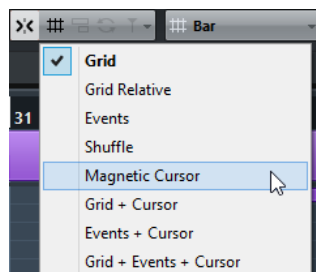 Bar
Grid
Grid Relative
31
Events
Shuffle
Magnetic Cursor
Grid + Cursor
Events + Cursor
Grid + Events + Cursor